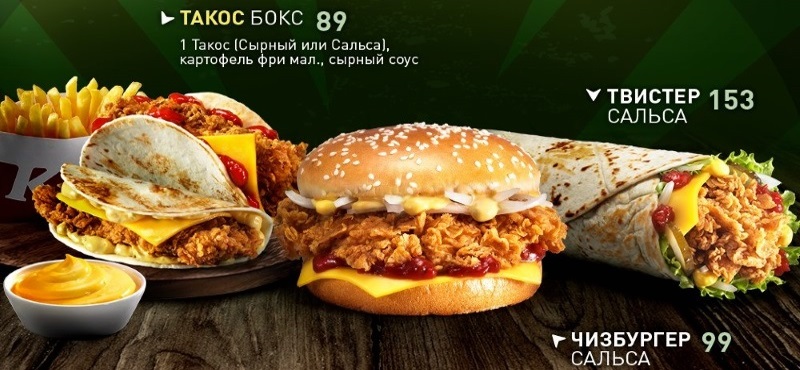 ТАКОС БОКС 89
1 Такос (Сырный или Сальса),
картофель фри мал., сырный соус
ТВИСТЕР 153
САЛЬСА
ЧИЗБУРГЕР 99
САЛЬСА